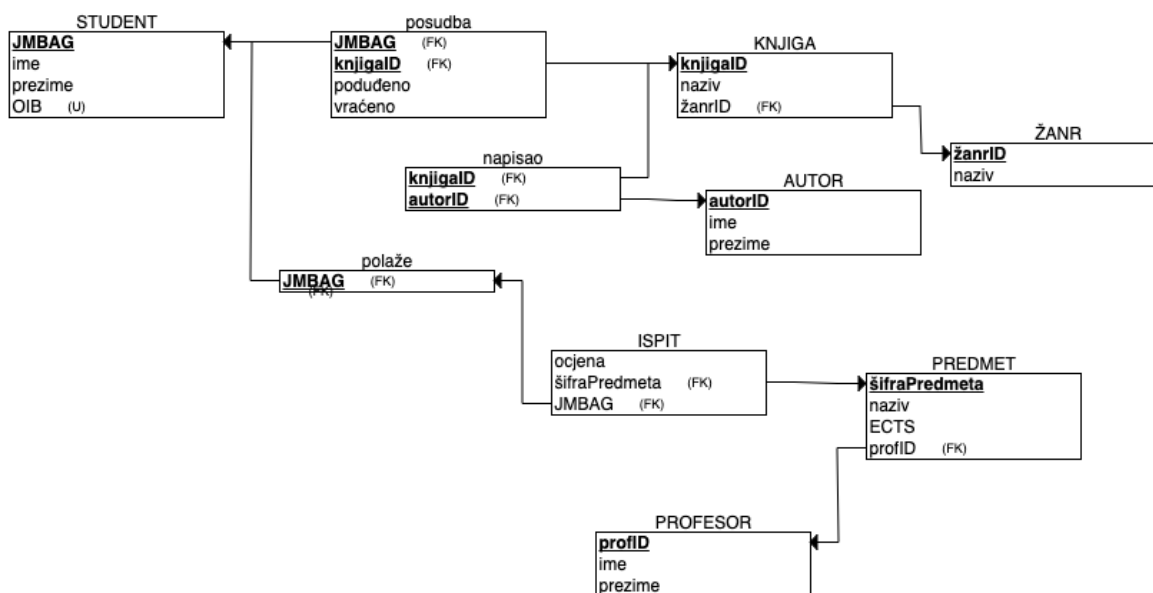 STUDENT
JMBAG
ime
prezime
OIB (U)
posudba
JMBAG (FK)
knjigaID (FK)
poduđeno
vraćeno
KNJIGA
knjigaID
naziv
žanrID (FK)
ŽANR
žanrID
naziv
napisao
knjigaID (FK)
autorID (FK)
AUTOR
autorID
ime
prezime
polaže
JMBAG (FK)
(FK)
ISPIT
ocjena
šifraPredmeta (FK)
JMBAG (FK)
PREDMET
šifraPredmeta
naziv
ECTS
profID (FK)
PROFESOR
profID
ime
prezime